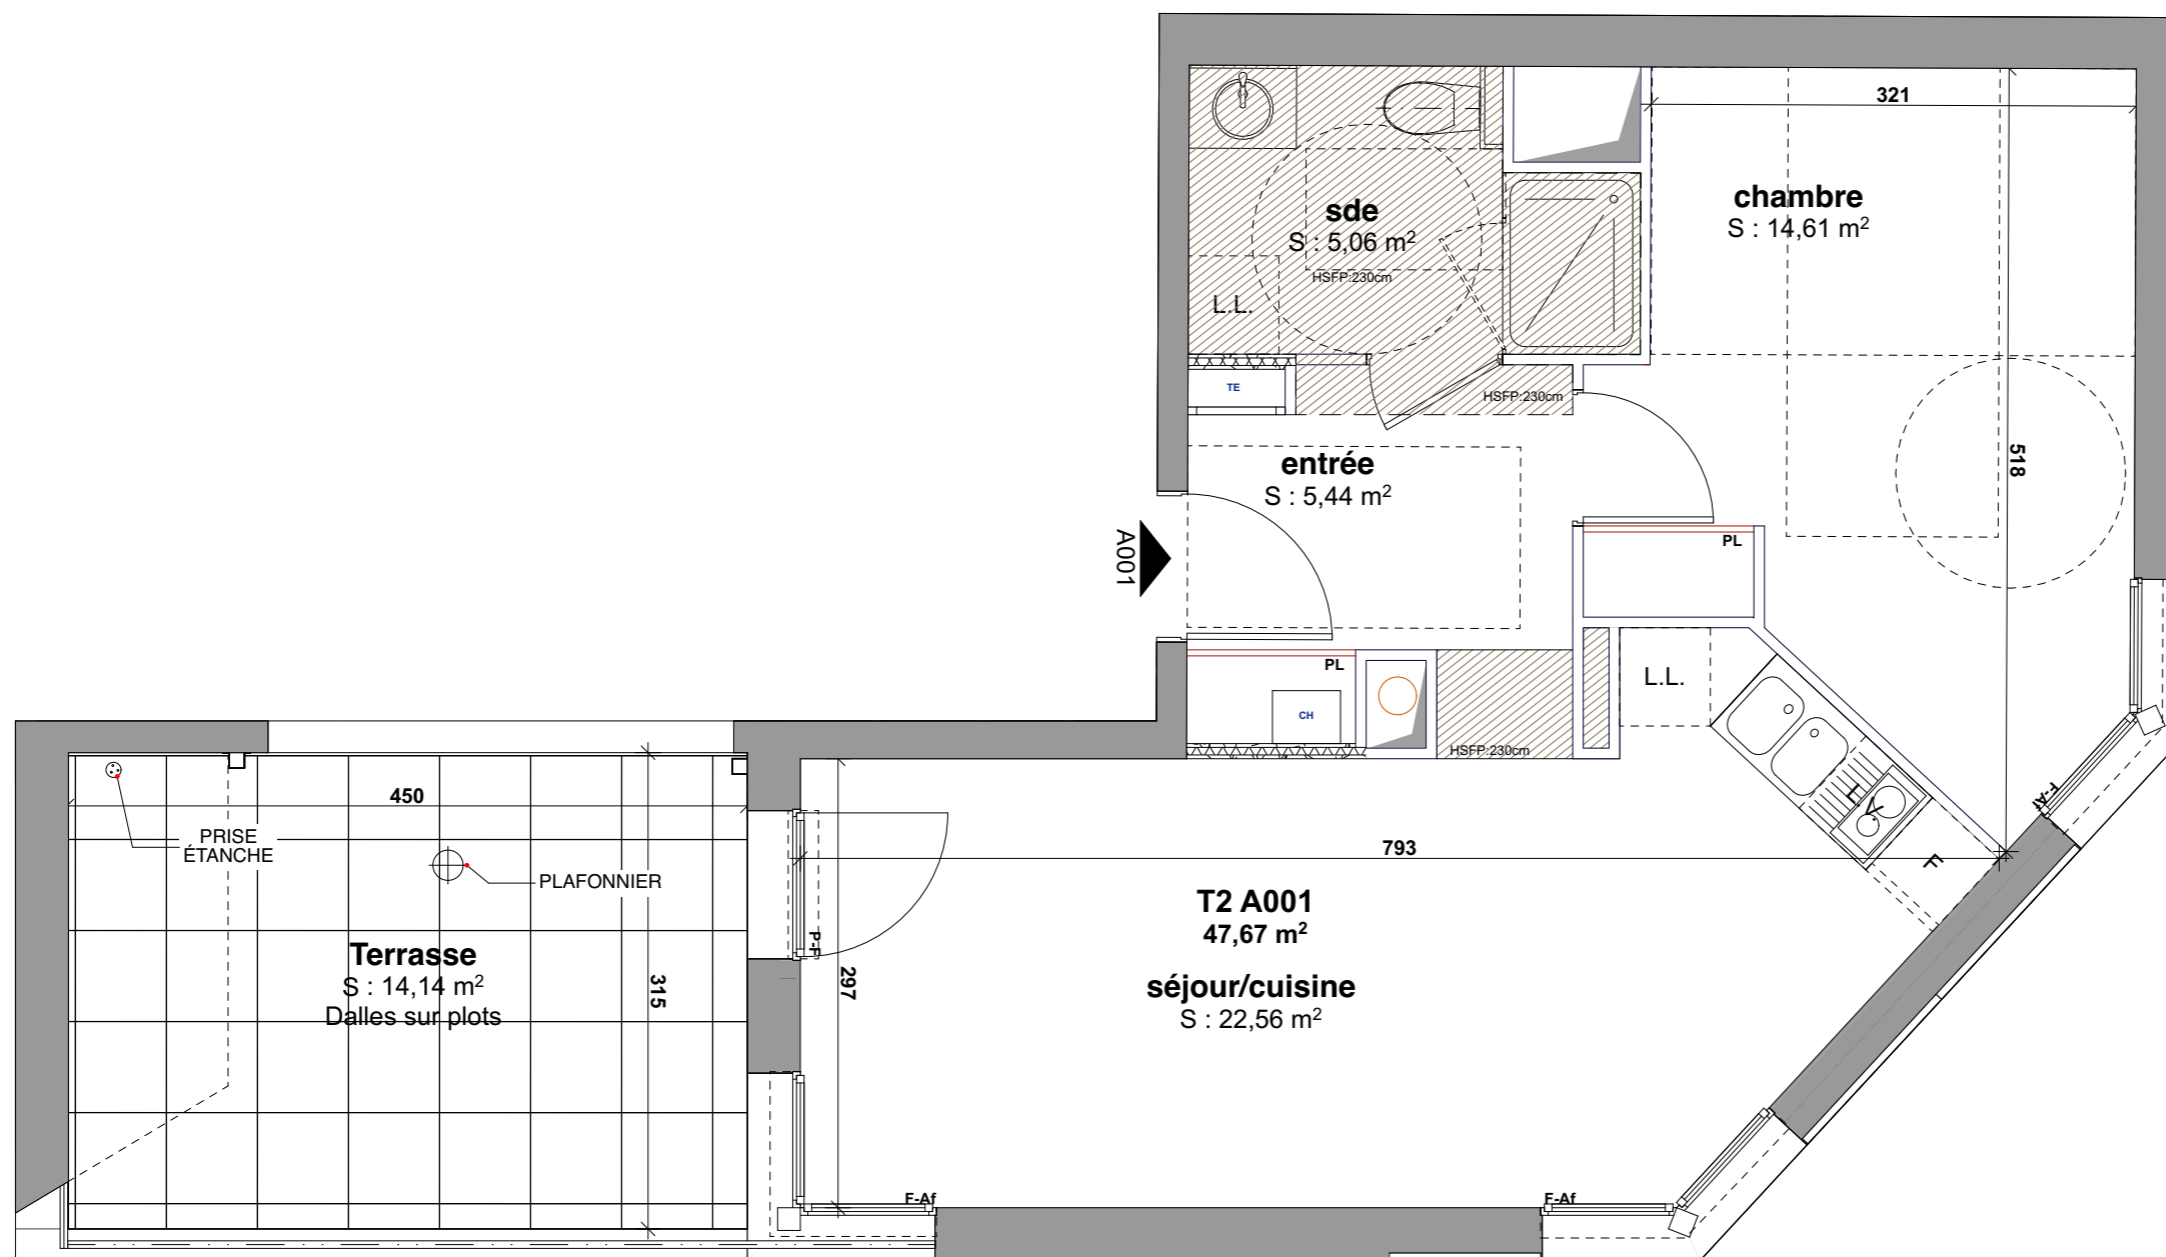 321
chambre
S : 14,61 m²
sde
S : 5,06 m²
HSFP:230cm
L.L.
TE
HSFP:230cm
entrée
S : 5,44 m²
518
A001
PL
PL
L.L.
CH
HSFP:230cm
450
PRISE
ÉTANCHE
PLAFONNIER
L V
F-Af
793
F
T2 A001
47,67 m²
P-F
Terrasse
S : 14,14 m²
Dalles sur plots
315
297
séjour/cuisine
S : 22,56 m²
F-Af
F-Af